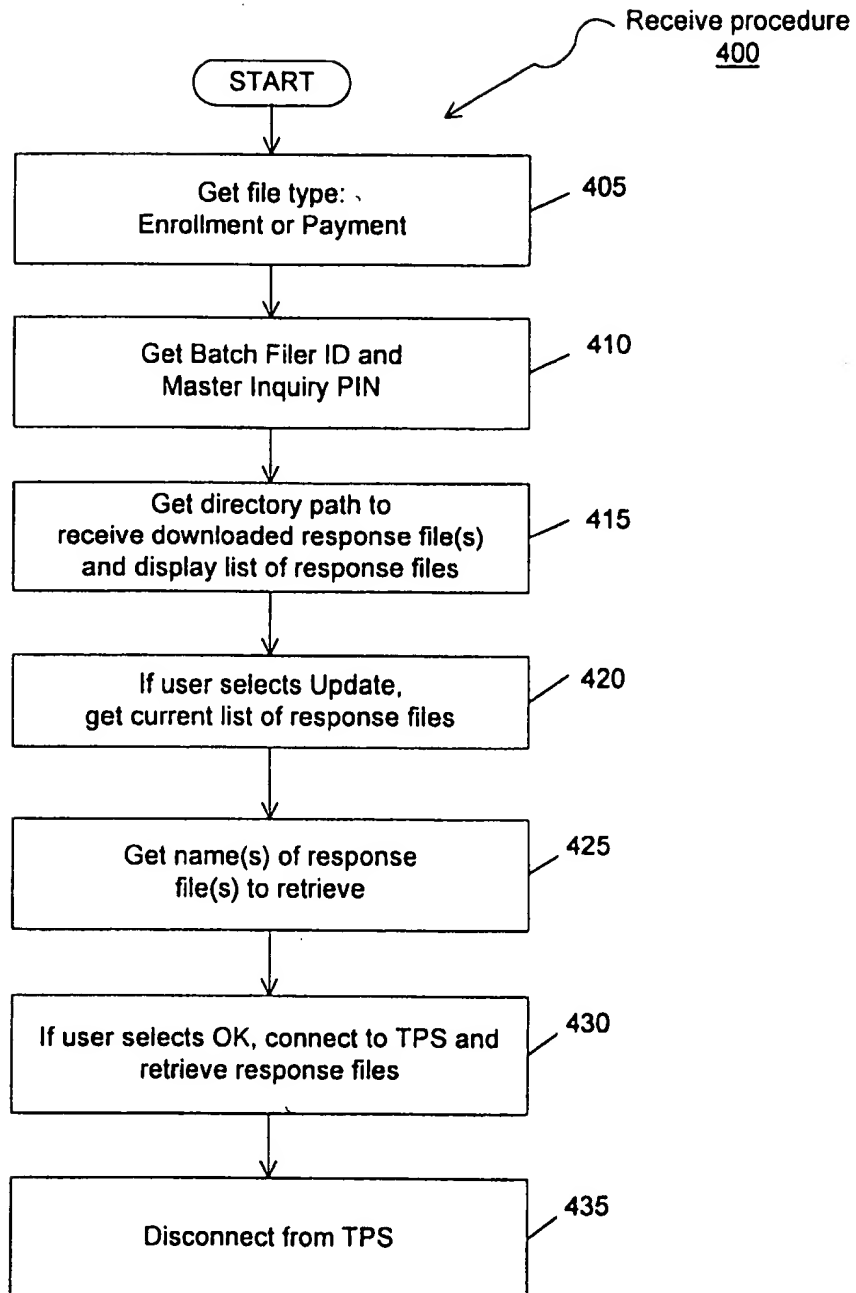 Receive procedure
400
START
Get file type:
Enrollment or Payment
405
Get Batch Filer ID and
Master Inquiry PIN
410
Get directory path to
receive downloaded response file(s)
and display list of response files
415
If user selects Update,
get current list of response files
420
Get name(s) of response
file(s) to retrieve
425
If user selects OK, connect to TPS and
retrieve response files
430
Disconnect from TPS
435